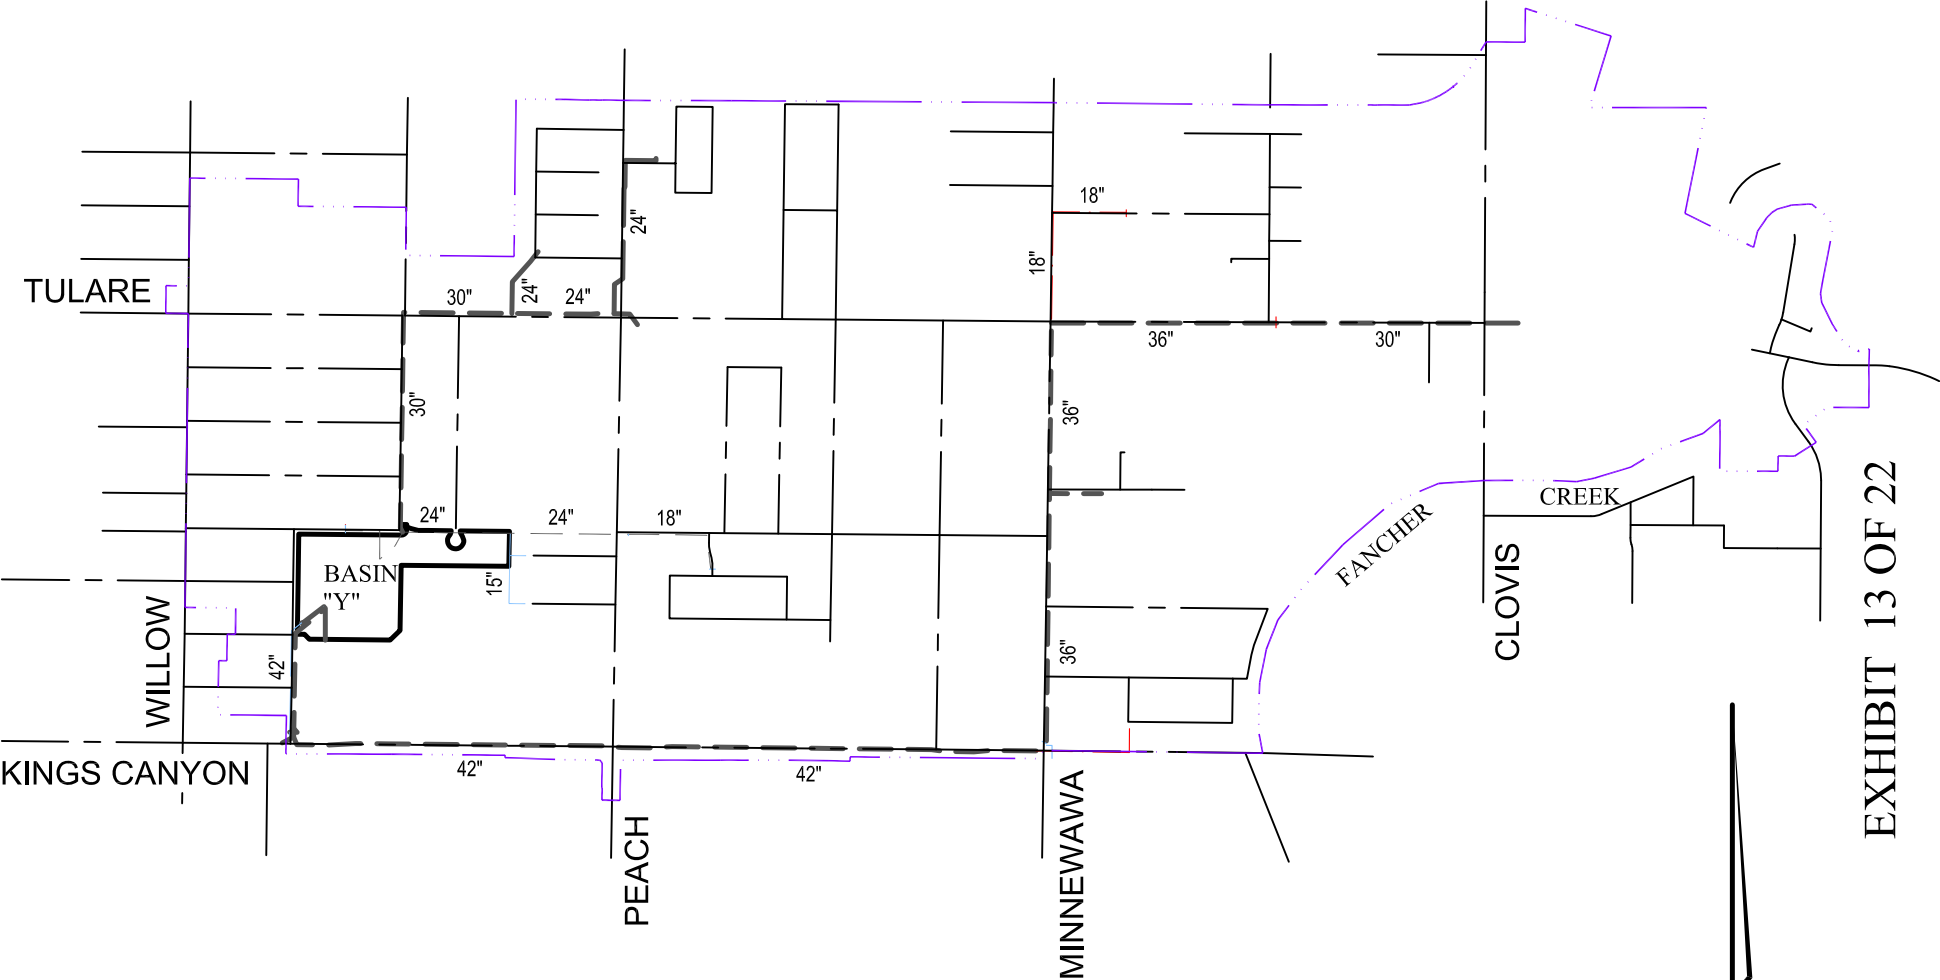 18"
24"
18"
TULARE
30"
24"
24"
36"
30"
30"
36"
24"
24"
18"
CREEK
FANCHER
BASIN
"Y"
15"
CLOVIS
WILLOW
42"
36"
KINGS CANYON
42"
42"
PEACH
MINNEWAWA
EXHIBIT 13 OF 22